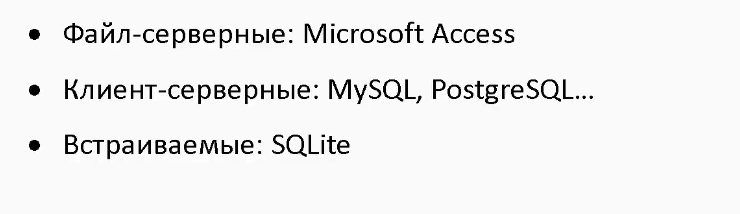 • Файл-серверные: Microsoft Access
• Клиент-серверные: MySQL, PostgreSQL...
• Встраиваемые: SQLite